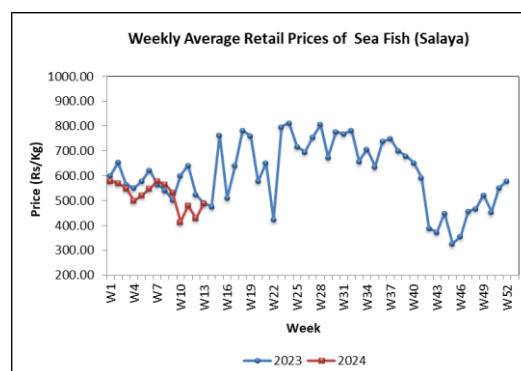 Weekly Average Retail Prices of Sea Fish (Salaya)
Price (Rs/Kg)
1000.00
900.00
800.00
700.00
600.00
500.00
400.00
300.00
200.00
W1
W4
W7
W10
W13
W16
W19
W22
W25
W28
W31
W34
W37
W40
W43
W46
W49
W52
Week
2023
2024